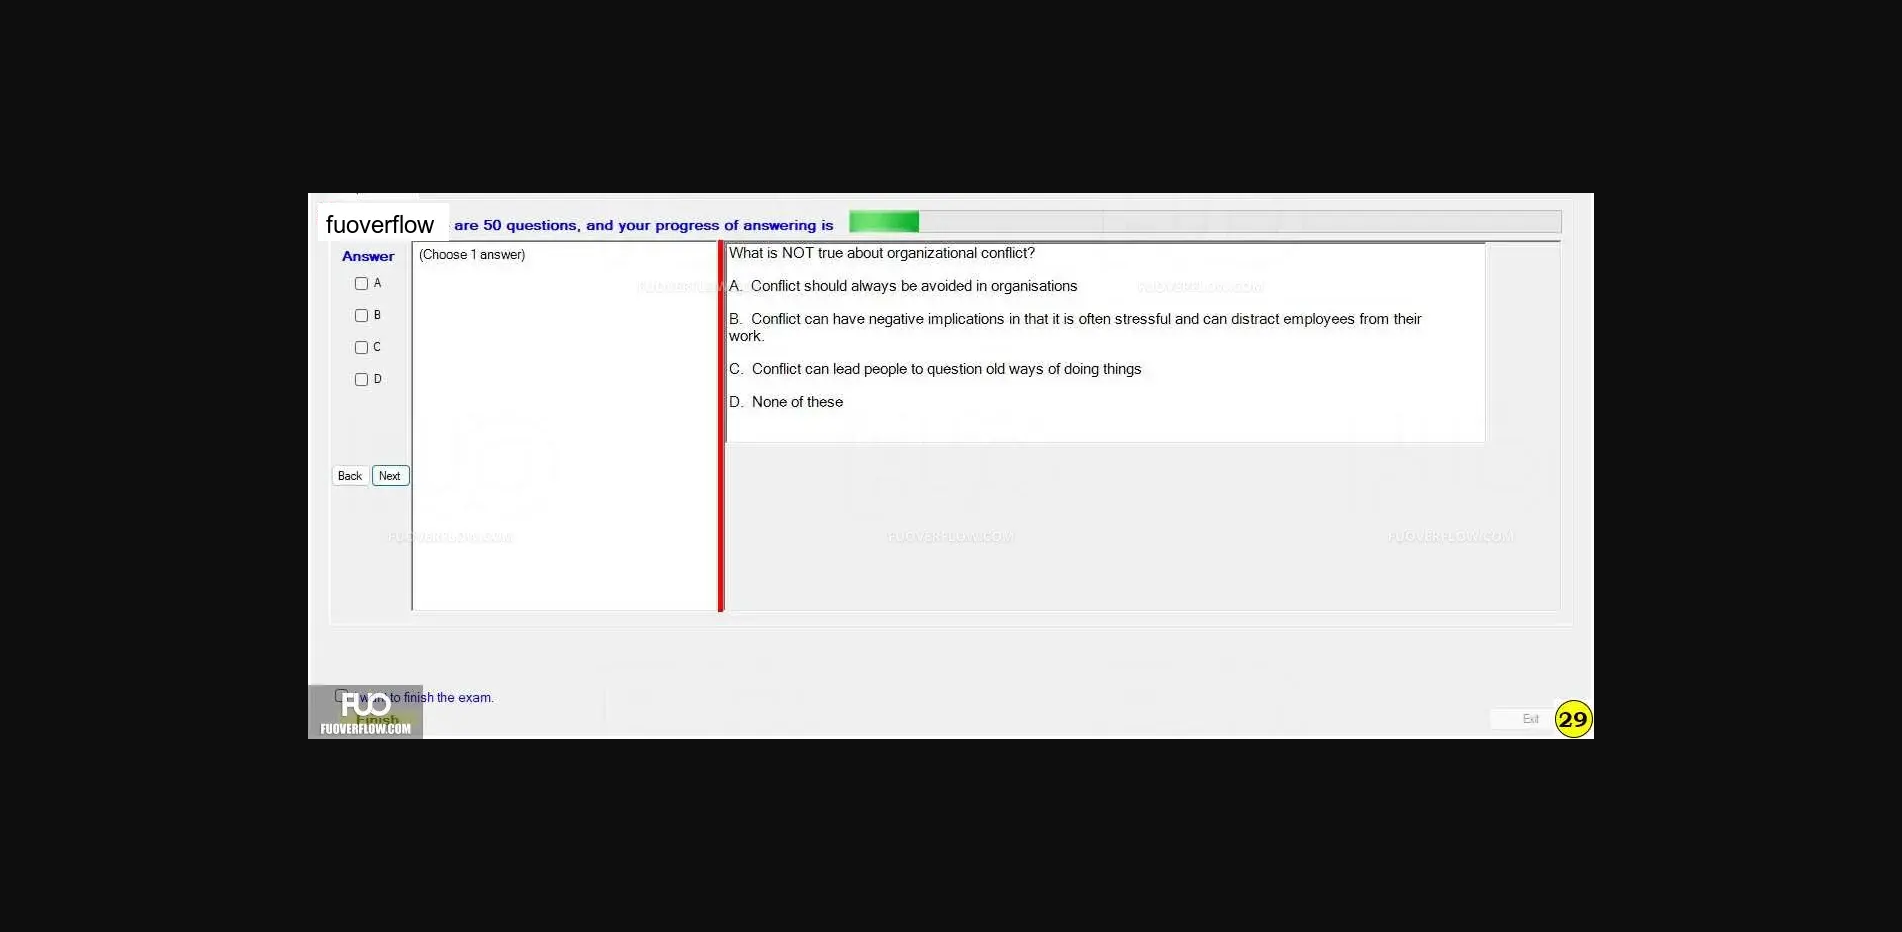 fuoverflow are 50 questions, and your progress of answering is
Answer
(Choose 1 answer)
A
B
C
D
Back Next
What is NOT true about organizational conflict?
A. Conflict should always be avoided in organisations
B. Conflict can have negative implications in that it is often stressful and can distract employees from their
work.
C. Conflict can lead people to question old ways of doing things
D. None of these
FUOVERFLOW.COM
FUOVERFLOW.COM
FUOVERFLOW.COM
FUOVERFLOW.COM
I want to finish the exam.
Finish
FUO
FUOVERFLOW.COM
Exit
29